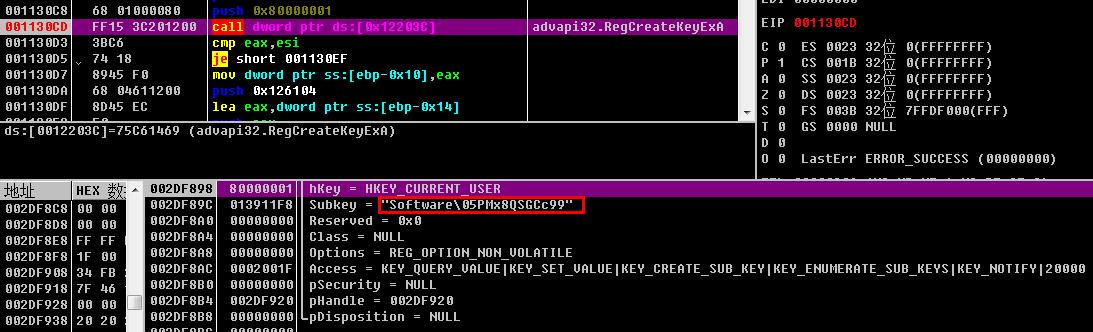 001130C8 68 01000080 push 0x80000001
001130CD FF15 3C201200 call dword ptr ds:[0x12203C] advapi32.RegCreateKeyExA
001130D3 3BC6 cmp eax,esi
001130D5 74 18 je short 001130EF
001130D7 8945 F0 mov dword ptr ss:[ebp-0x10],eax
001130DA 68 04611200 push 0x126104
001130DF 8D45 EC lea eax,dword ptr ss:[ebp-0x14]
ds:[0012203C]=75C61469 (advapi32.RegCreateKeyExA)
EIP 001130CD
C 0 ES 0023 32位 0(FFFFFFFF)
P 1 CS 001B 32位 0(FFFFFFFF)
A 0 SS 0023 32位 0(FFFFFFFF)
Z 0 DS 0023 32位 0(FFFFFFFF)
S 0 FS 003B 32位 7FFDF000(FFF)
T 0 GS 0000 NULL
D 0
O 0 LastErr ERROR_SUCCESS (00000000)
地址 HEX 数
002DF8C8 00 00
002DF8D8 00 00
002DF8E8 FF FF
002DF8F8 1F 00
002DF908 34 FB
002DF918 7F 46
002DF928 00 00
002DF938 20 20
002DF898 80000001 hKey = HKEY_CURRENT_USER
002DF89C 013911F8 Subkey = "Software\05PMx8QSGCc99"
002DF8A0 00000000 Reserved = 0x0
002DF8A4 00000000 Class = NULL
002DF8A8 00000000 Options = REG_OPTION_NON_VOLATILE
002DF8AC 0002001F Access = KEY_QUERY_VALUE|KEY_SET_VALUE|KEY_CREATE_SUB_KEY|KEY_ENUMERATE_SUB_KEYS|KEY_NOTIFY|20000
002DF8B0 00000000 pSecurity = NULL
002DF8B4 002DF920 pHandle = 002DF920
002DF8B8 00000000 pDisposition = NULL